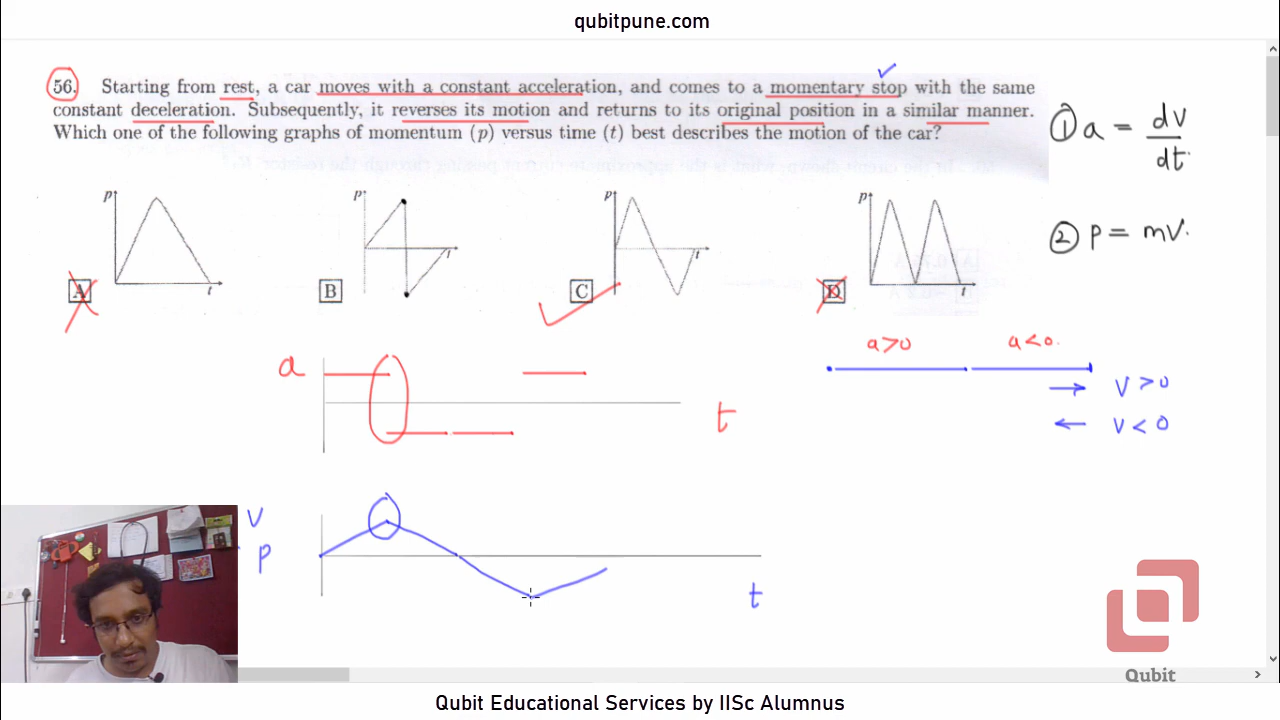 qubitpune.com
56. Starting from rest, a car moves with a constant acceleration, and comes to a momentary stop with the same
constant deceleration. Subsequently, it reverses its motion and returns to its original position in a similar manner.
Which one of the following graphs of momentum (p) versus time (t) best describes the motion of the car?
① a = dv
dt
② p = mv.
p
t
A
p
t
B
p
t
C
p
t
D
a>0 a<0.
v>0
v<0
a
t
v
p
t
Qubit
Qubit Educational Services by IISc Alumnus